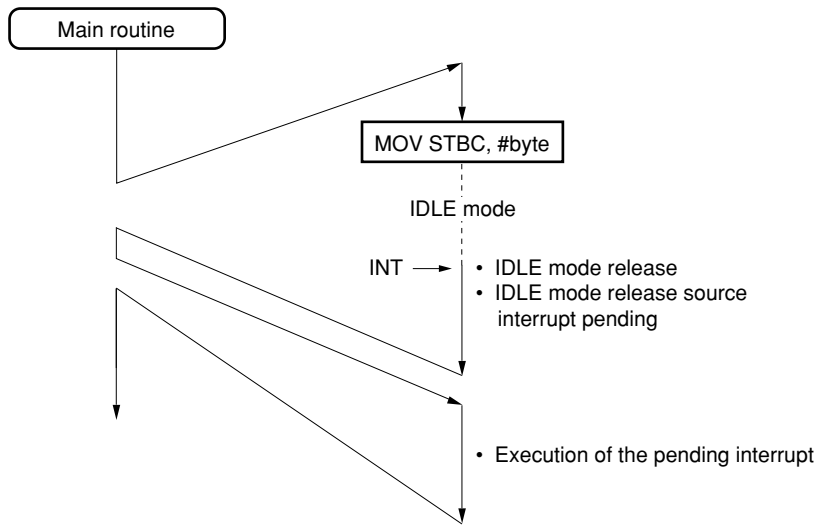 Main routine
MOV STBC, #byte
IDLE mode
INT
• IDLE mode release
• IDLE mode release source
interrupt pending
• Execution of the pending interrupt